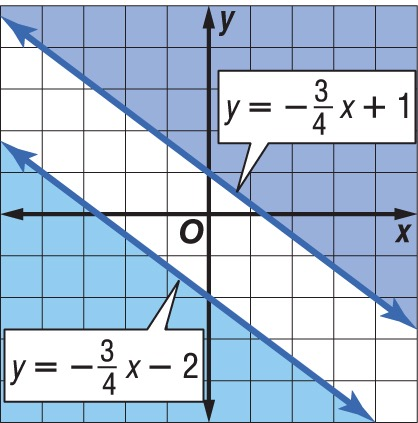 y
y = -3/4 x + 1
O
x
y = -3/4 x - 2